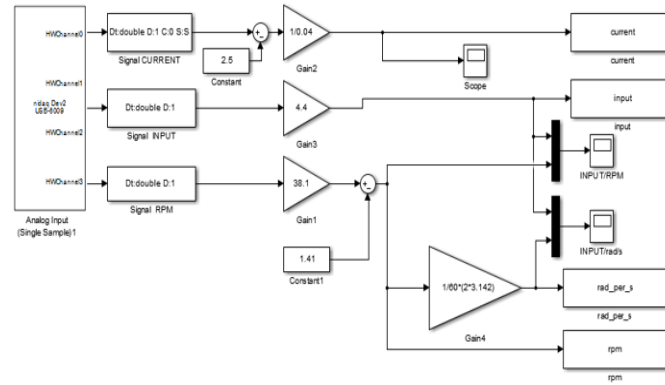 HWChannel0
HWChannel1
nidaq Dev2
USB-6009
HWChannel2
HWChannel3
Analog Input
(Single Sample)1
Dt:double D:1 C:0 S:S
Signal CURRENT
2.5
Constant
1/0.04
Gain2
Scope
current
current
Dt:double D:1
Signal INPUT
4.4
Gain3
input
input
INPUT/RPM
Dt:double D:1
Signal RPM
38.1
Gain1
1.41
Constant1
INPUT/rad/s
1/60*(2*3.142)
Gain4
rad_per_s
rad_per_s
rpm
rpm